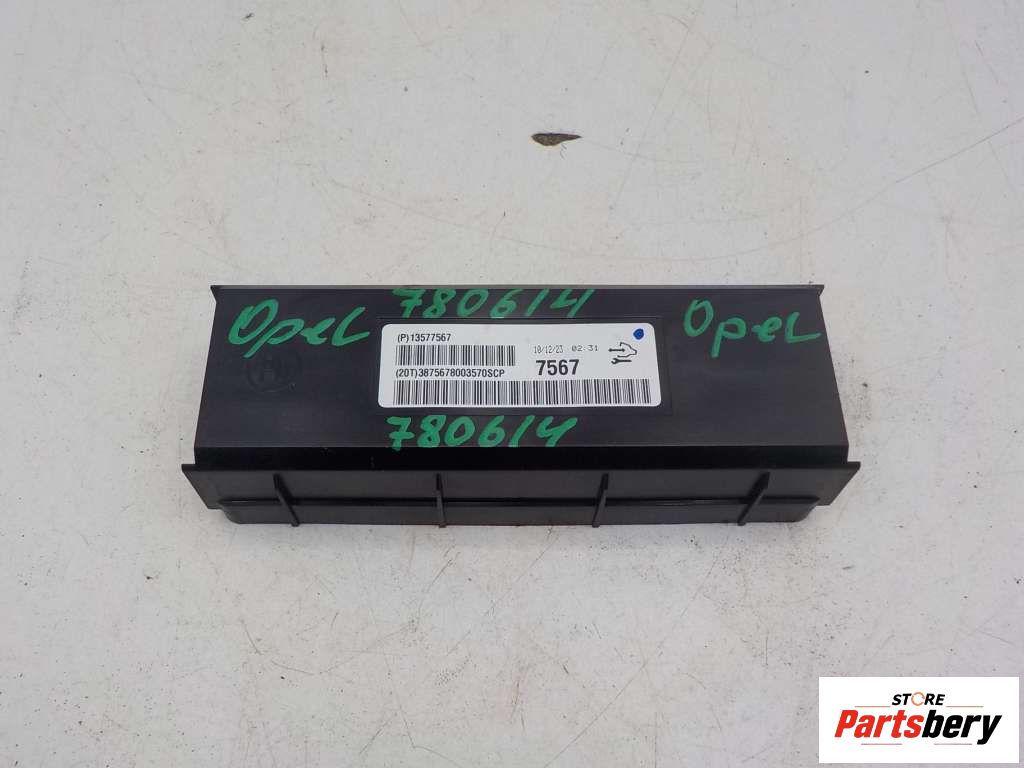 780614
Opel
Opel
(P)13577567
10/12/23 02:31
7567
(20T)3875678003570SCP
780614
STORE
Partsbery